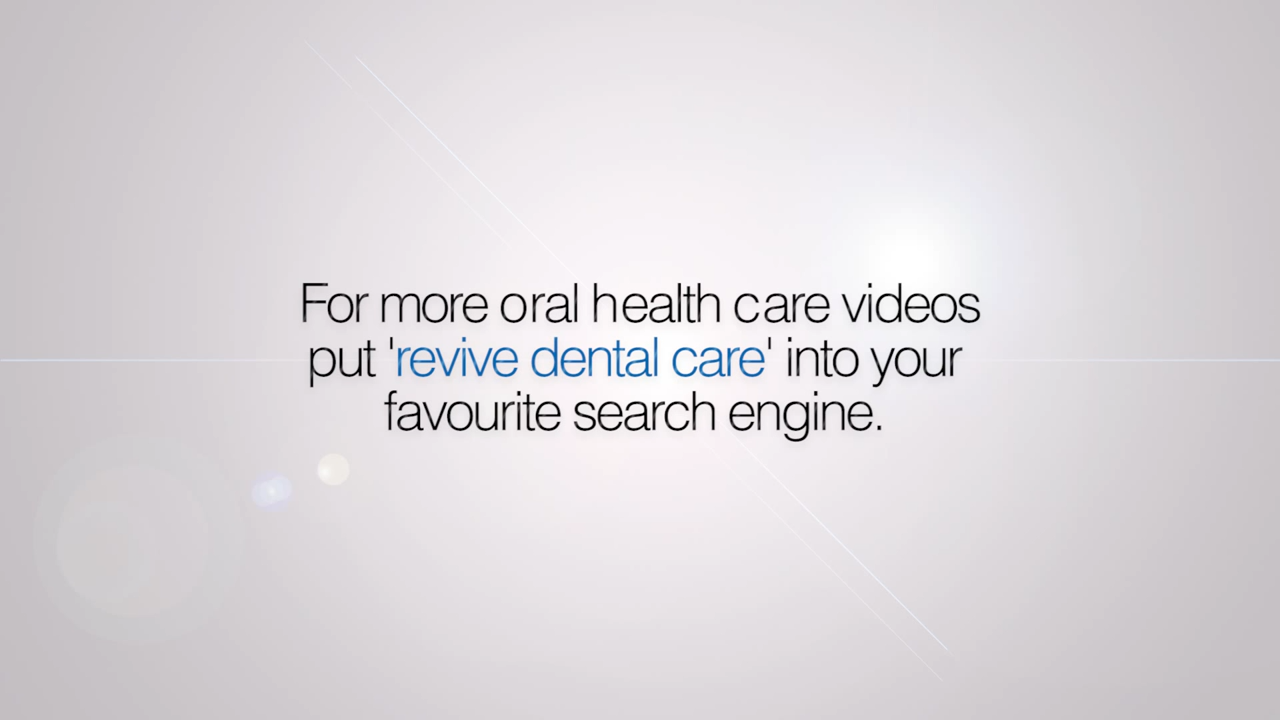 For more oral health care videos
put 'revive dental care' into your
favourite search engine.